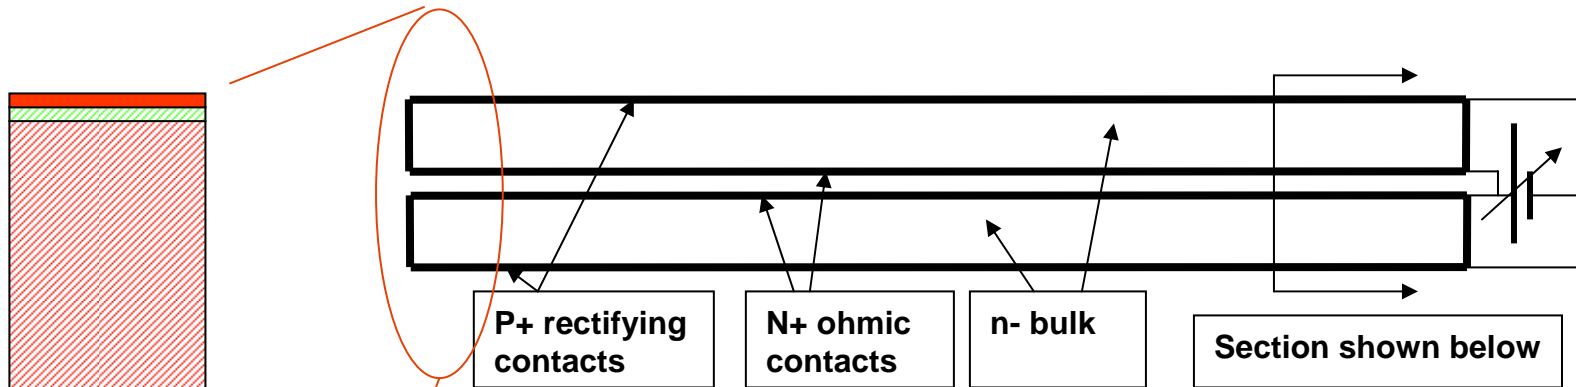 P+ rectifying
contacts
N+ ohmic
contacts
n- bulk
Section shown below